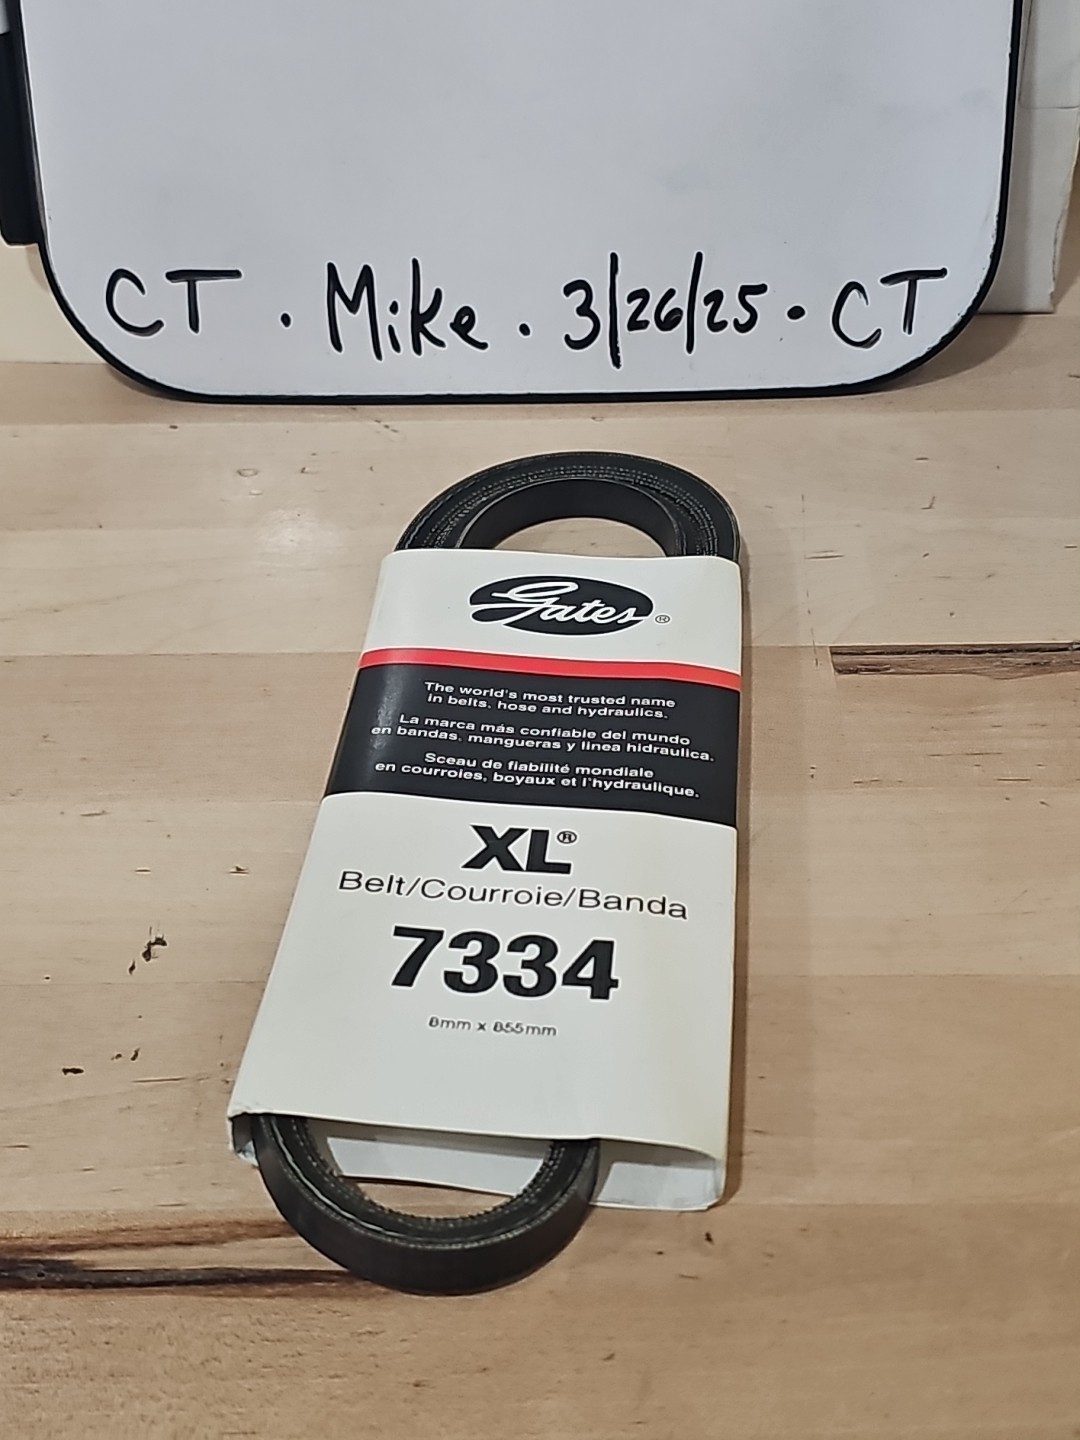 CT · Mike · 3/26/25 · CT
Gates®
The world's most trusted name
in belts, hose and hydraulics.
La marca más confiable del mundo
en bandas, mangueras y linea hidraulica.
Sceau de fiabilité mondiale
en courroies, boyaux et l'hydraulique.
XL®
Belt/Courroie/Banda
7334
8mm x 855mm